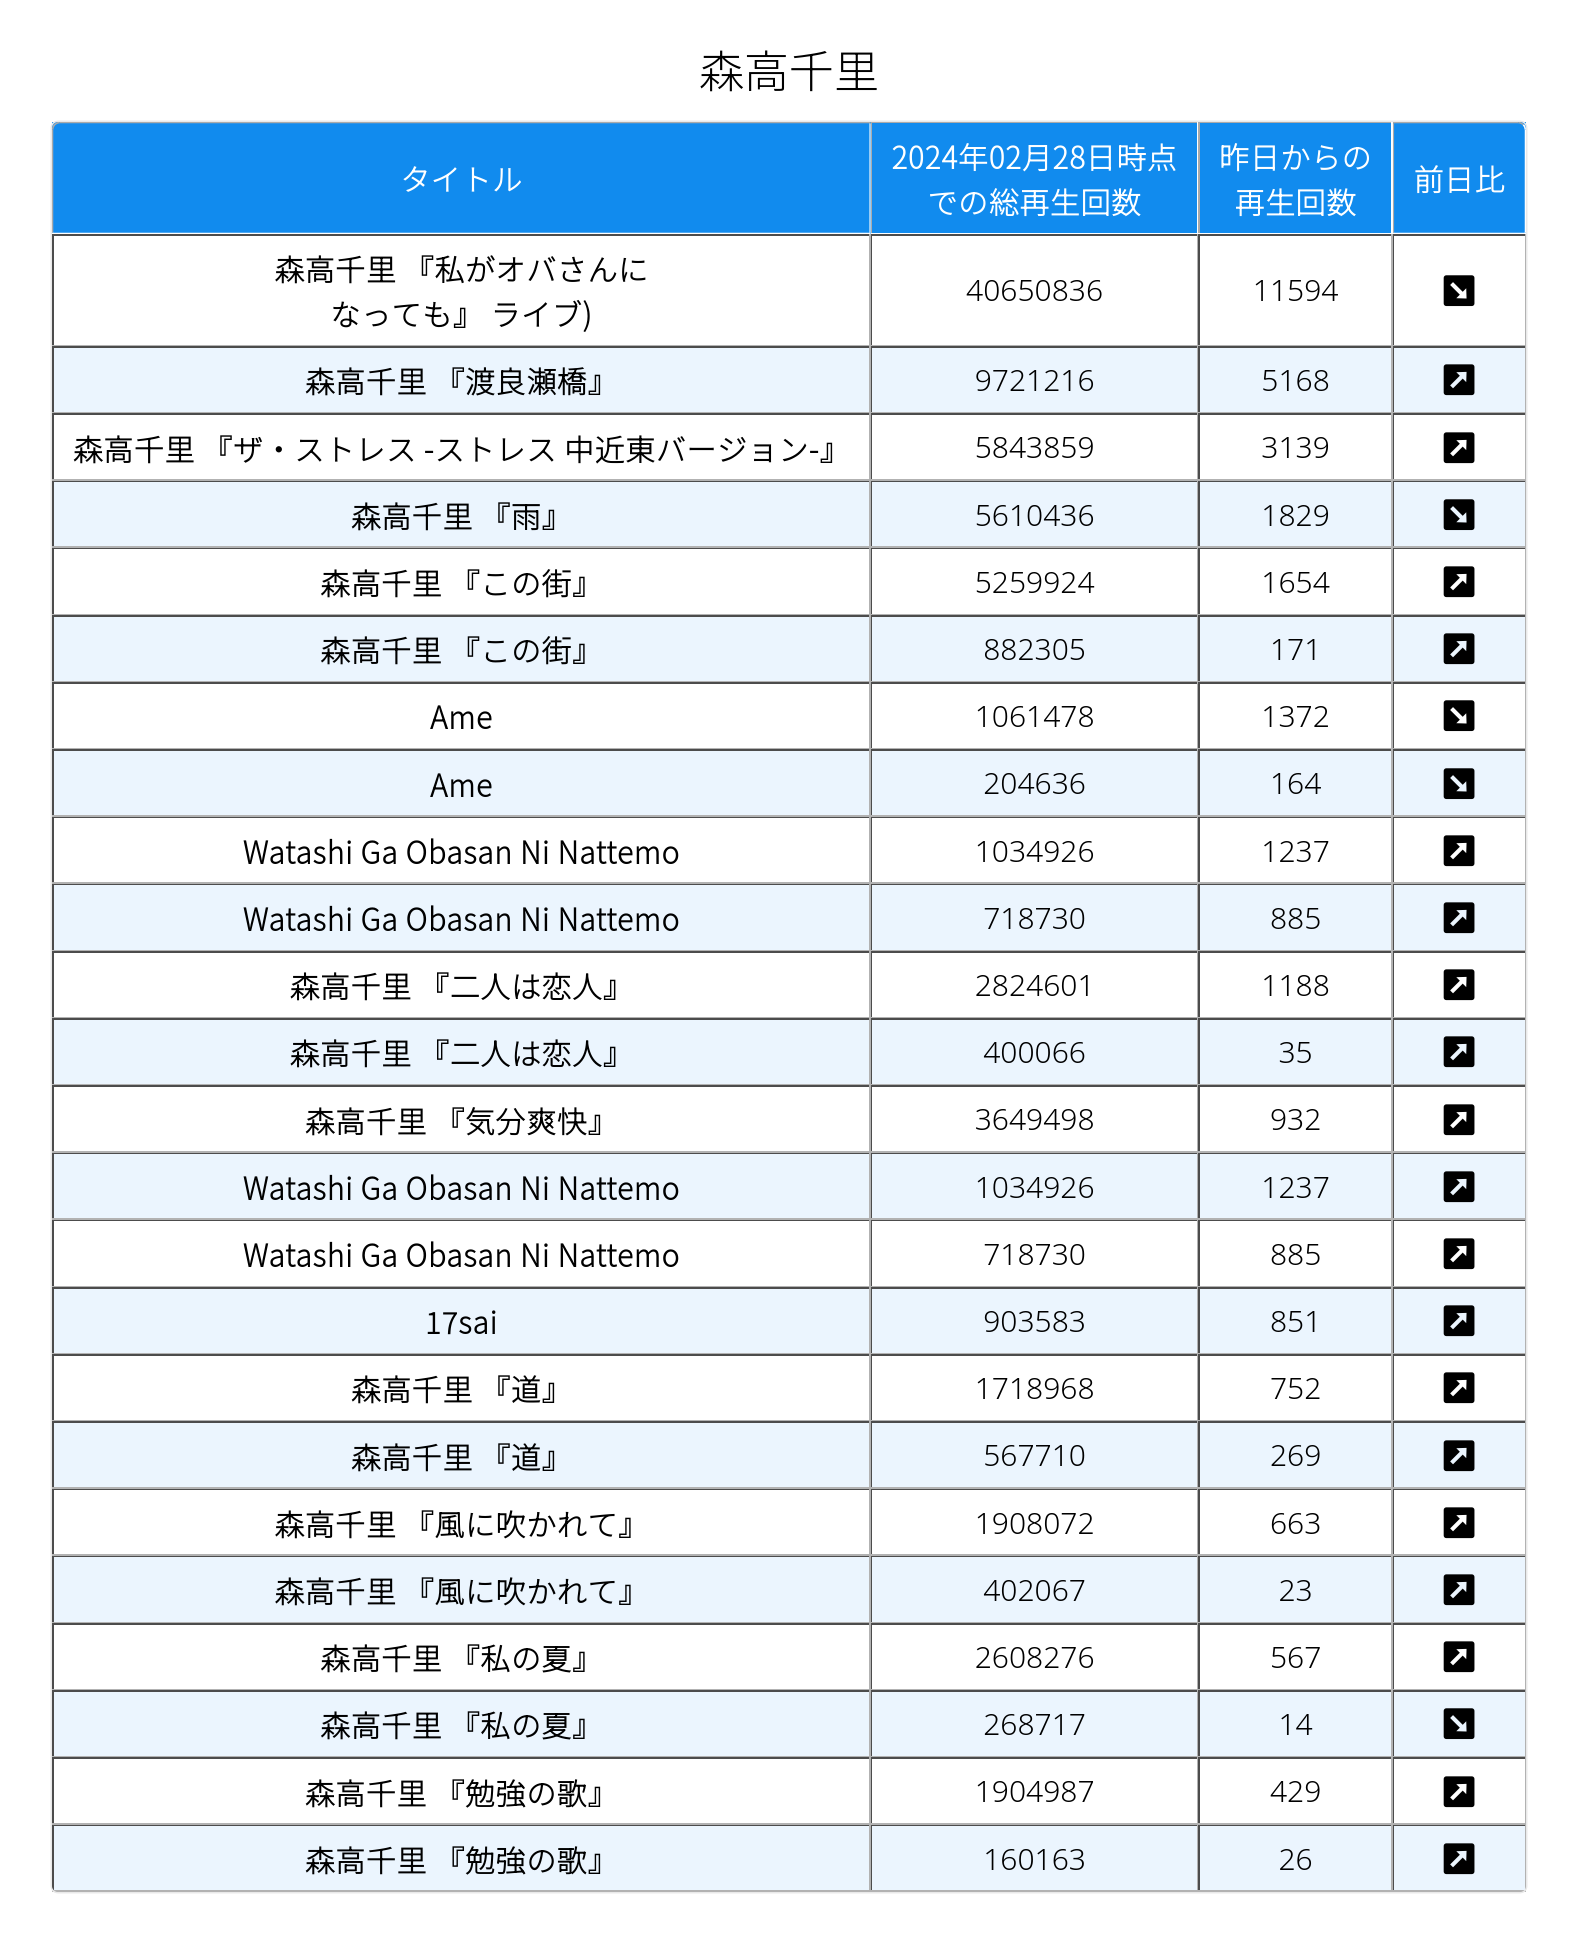 森高千里
タイトル
2024年02月28日時点
での総再生回数
昨日からの
再生回数
前日比
森高千里 『私がオバさんに
なっても』 ライブ)
40650836 11594 ↘
森高千里 『渡良瀬橋』 9721216 5168 ↗
森高千里 『ザ・ストレス -ストレス 中近東バージョン-』 5843859 3139 ↗
森高千里 『雨』 5610436 1829 ↘
森高千里 『この街』 5259924 1654 ↗
森高千里 『この街』 882305 171 ↗
Ame 1061478 1372 ↘
Ame 204636 164 ↘
Watashi Ga Obasan Ni Nattemo 1034926 1237 ↗
Watashi Ga Obasan Ni Nattemo 718730 885 ↗
森高千里 『二人は恋人』 2824601 1188 ↗
森高千里 『二人は恋人』 400066 35 ↗
森高千里 『気分爽快』 3649498 932 ↗
Watashi Ga Obasan Ni Nattemo 1034926 1237 ↗
Watashi Ga Obasan Ni Nattemo 718730 885 ↗
17sai 903583 851 ↗
森高千里 『道』 1718968 752 ↗
森高千里 『道』 567710 269 ↗
森高千里 『風に吹かれて』 1908072 663 ↗
森高千里 『風に吹かれて』 402067 23 ↗
森高千里 『私の夏』 2608276 567 ↗
森高千里 『私の夏』 268717 14 ↘
森高千里 『勉強の歌』 1904987 429 ↗
森高千里 『勉強の歌』 160163 26 ↗